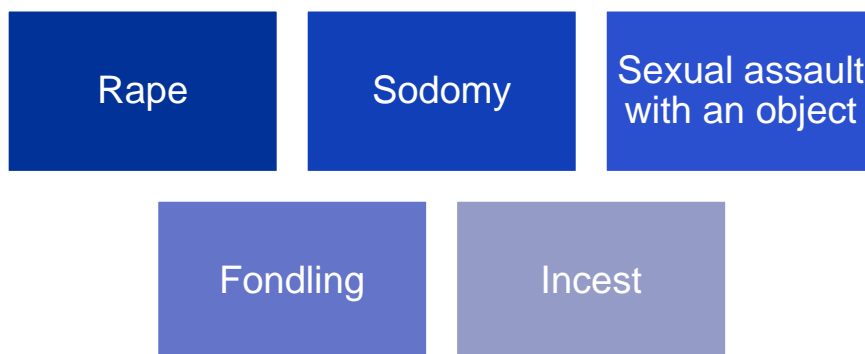 Rape
Sodomy
Sexual assault
with an object
Fondling
Incest